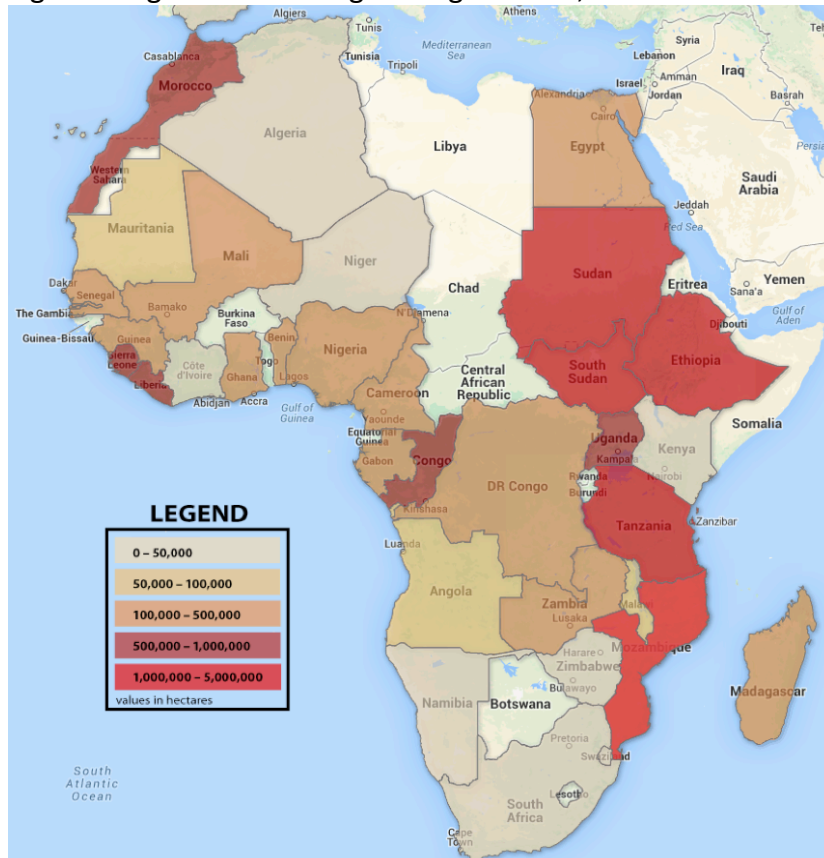 Algiers
Tunis
Athens
Mediterranean
Sea
Syria
Casablanca
Tunisia
Tripoli
Lebanon
Iraq
Israel
Amman
Jordan
Basrah
Morocco
Alexandria
Cairo
Algeria
Libya
Egypt
Western
Sahara
Saudi
Arabia
Jeddah
Red Sea
Mauritania
Mali
Niger
Sudan
Chad
Eritrea
Sana'a
Yemen
Dakar
Senegal
The Gambia
Bamako
Burkina
Faso
N'Djamena
Djibouti
Gulf of
Aden
Guinea-Bissau
Guinea
Benin
Nigeria
Sierra
Leone
Côte
d'Ivoire
Ghana
Togo
Lagos
Liberia
Abidjan
Accra
Gulf of
Guinea
Cameroon
Yaounde
Central
African
Republic
South
Sudan
Ethiopia
Somalia
Equatorial
Guinea
Gabon
Congo
Uganda
Kampala
Kenya
Nairobi
DR Congo
Rwanda
Burundi
Kinshasa
Tanzania
Zanzibar
LEGEND
0 – 50,000
50,000 – 100,000
100,000 – 500,000
500,000 – 1,000,000
1,000,000 – 5,000,000
values in hectares
Luanda
Angola
Zambia
Lusaka
Malawi
Mozambique
Harare
Zimbabwe
Bulawayo
Namibia
Botswana
Madagascar
Pretoria
Swaziland
Lesotho
South
Africa
Cape
Town
South
Atlantic
Ocean